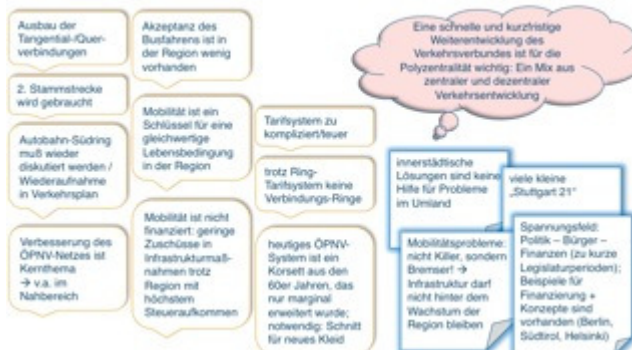 Ausbau der
Tangential-/Quer-
verbindungen
2. Stammstrecke
wird gebraucht
Autobahn-Südring
muß wieder
diskutiert werden /
Wiederaufnahme
in Verkehrsplan
Verbesserung des
ÖPNV-Netzes ist
Kernthema
→ v.a. im
Nahbereich
Akzeptanz des
Busfahrens ist in
der Region wenig
vorhanden
Mobilität ist ein
Schlüssel für eine
gleichwertige
Lebensbedingung
in der Region
Mobilität ist nicht
finanziert: geringe
Zuschüsse in
Infrastrukturmaß-
nahmen trotz
Region mit
höchstem
Steueraufkommen
Tarifsystem zu
kompliziert/teuer
trotz Ring-
Tarifsystem keine
Verbindungs-Ringe
heutiges ÖPNV-
System ist ein
Korsett aus den
60er Jahren, das
nur marginal
erweitert wurde;
notwendig: Schnitt
für neues Kleid
Eine schnelle und kurzfristige
Weiterentwicklung des
Verkehrsverbundes ist für die
Polyzentralität wichtig: Ein Mix aus
zentraler und dezentraler
Verkehrsentwicklung
innerstädtische
Lösungen sind keine
Hilfe für Probleme
im Umland
viele kleine
„Stuttgart 21“
Mobilitätsprobleme:
nicht Killer, sondern
Bremser! →
Infrastruktur darf
nicht hinter dem
Wachstum der
Region bleiben
Spannungsfeld:
Politik – Bürger –
Finanzen (zu kurze
Legislaturperioden);
Beispiele für
Finanzierung +
Konzepte sind
vorhanden (Berlin,
Südtirol, Helsinki)